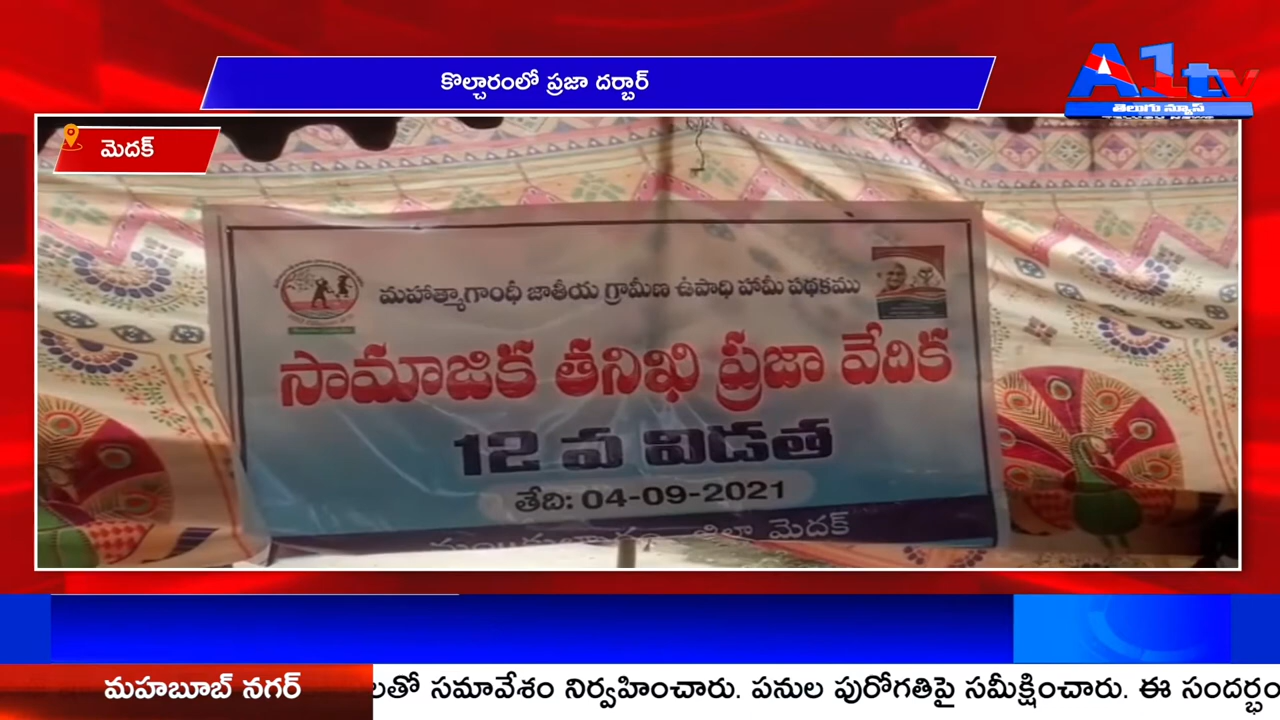 కొల్చారంలో ప్రజా దర్బార్
A1tv
తెలుగు న్యూస్
మెదక్
మహాత్మాగాంధీ జాతీయ గ్రామీణ ఉపాధి హామీ పథకము
సామాజిక తనిఖి ప్రజా వేదిక
12 వ విడత
తేది: 04-09-2021
జిల్లా మెదక్
మహబూబ్ నగర్
లతో సమావేశం నిర్వహించారు. పనుల పురోగతిపై సమీక్షించారు. ఈ సందర్భం